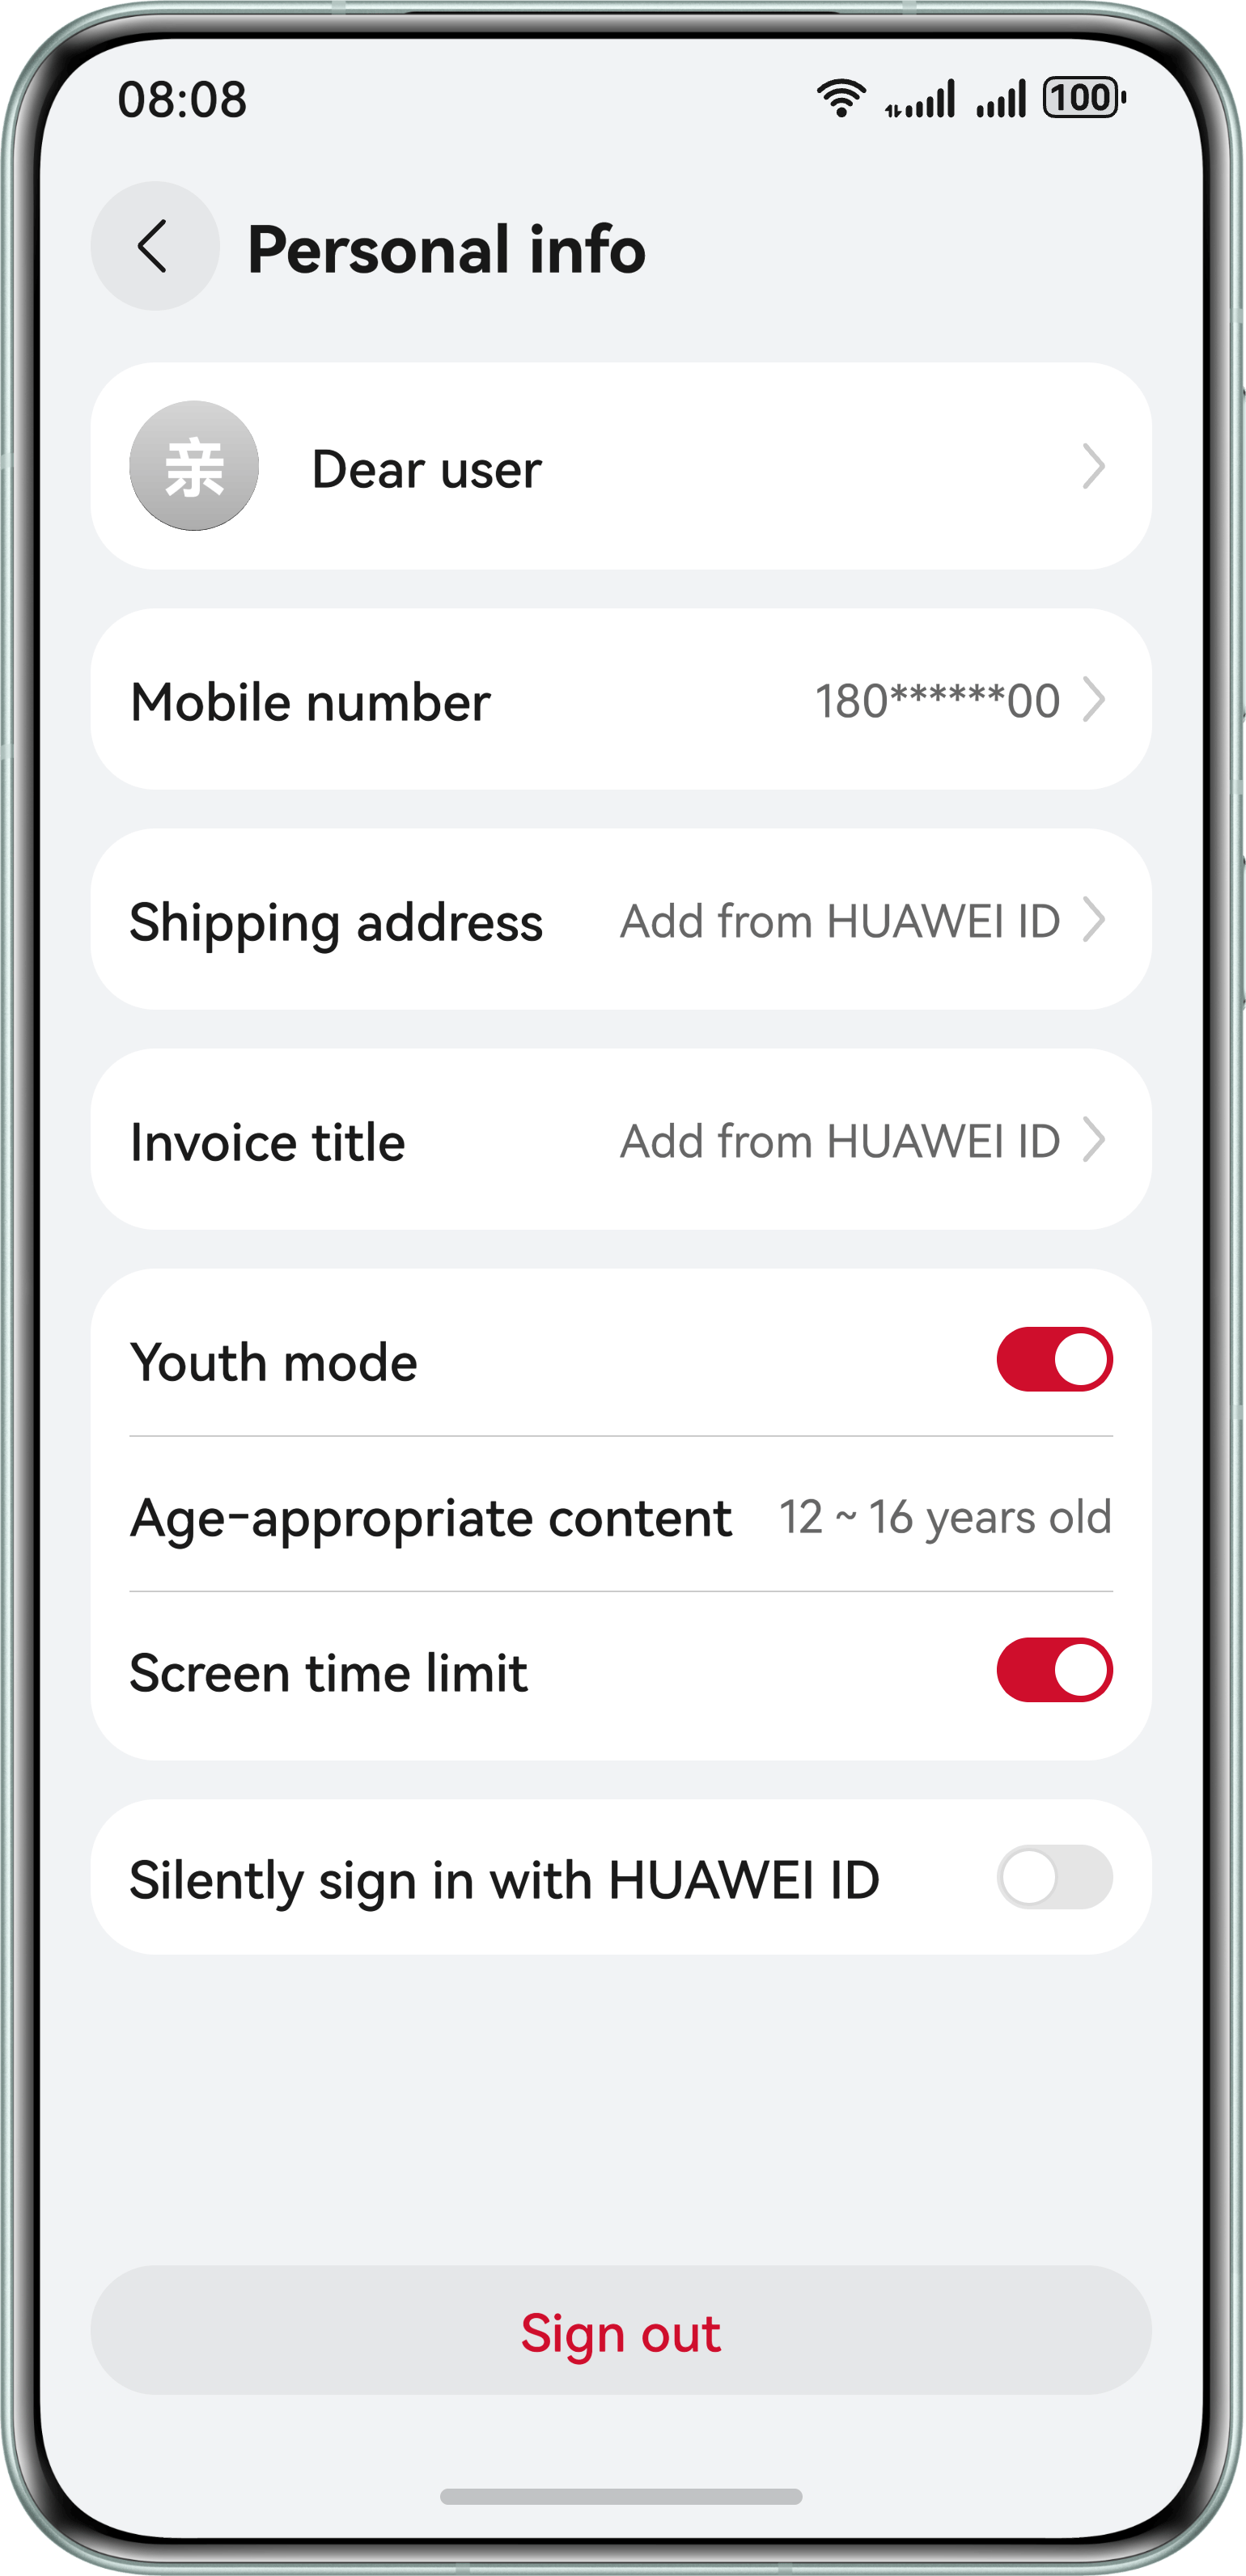 08:08
100
Personal info
亲
Dear user
Mobile number 180******00
Shipping address Add from HUAWEI ID
Invoice title Add from HUAWEI ID
Youth mode
Age-appropriate content 12 ~ 16 years old
Screen time limit
Silently sign in with HUAWEI ID
Sign out